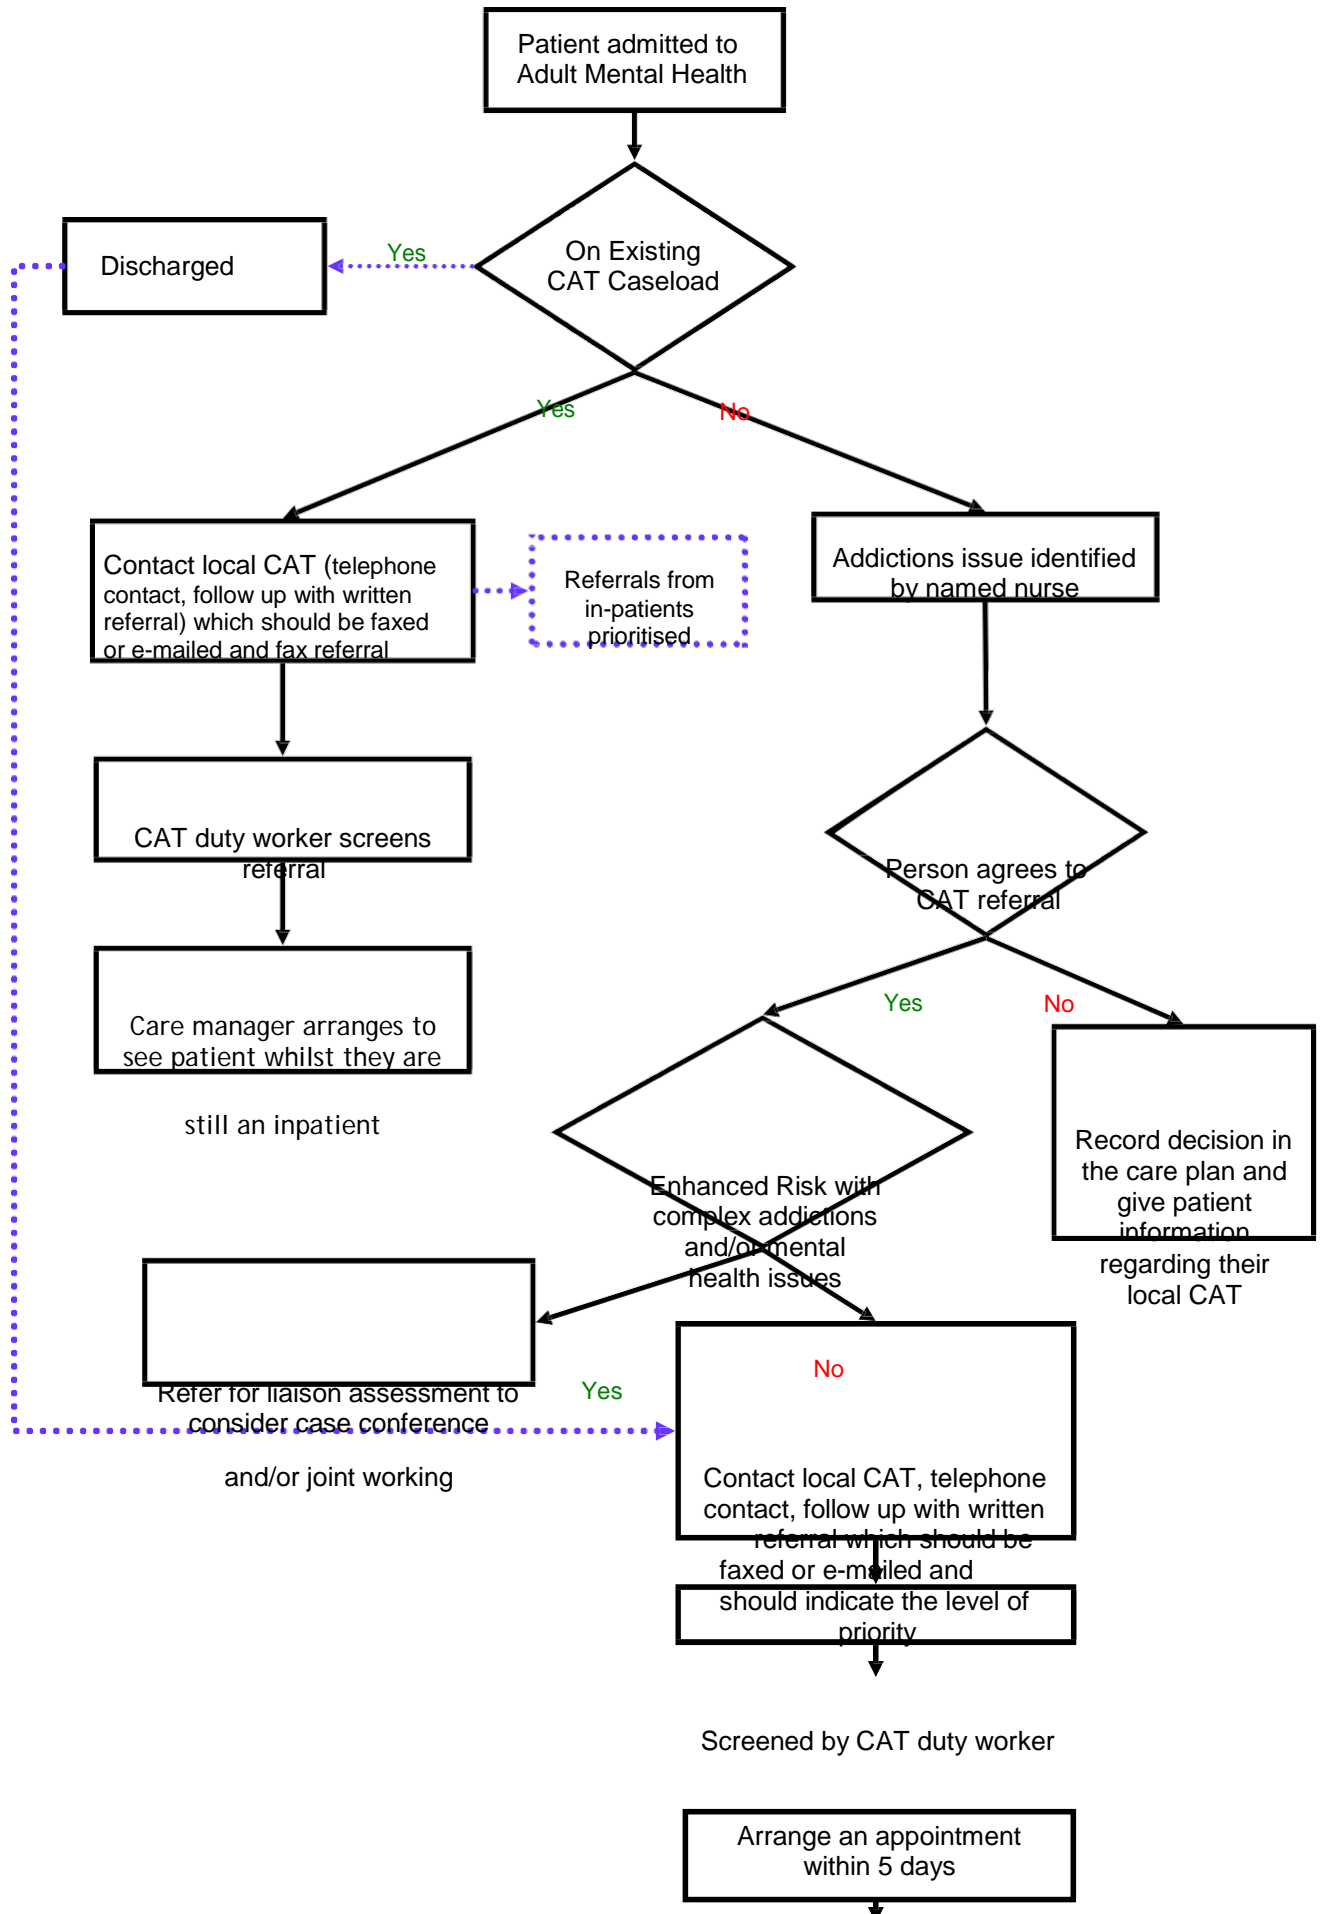 Patient admitted to
Adult Mental Health
Discharged
Yes
On Existing
CAT Caseload
Yes
No
Contact local CAT (telephone
contact, follow up with written
referral) which should be faxed
or e-mailed and fax referral
Referrals from
in-patients
prioritised
Addictions issue identified
by named nurse
CAT duty worker screens
referral
Person agrees to
CAT referral
Care manager arranges to
see patient whilst they are
still an inpatient
Yes
No
Record decision in
the care plan and
give patient
information
regarding their
local CAT
Enhanced Risk with
complex addictions
and/or mental
health issues
Refer for liaison assessment to
consider case conference
and/or joint working
Yes
No
Contact local CAT, telephone
contact, follow up with written
referral which should be
faxed or e-mailed and
should indicate the level of
priority
Screened by CAT duty worker
Arrange an appointment
within 5 days